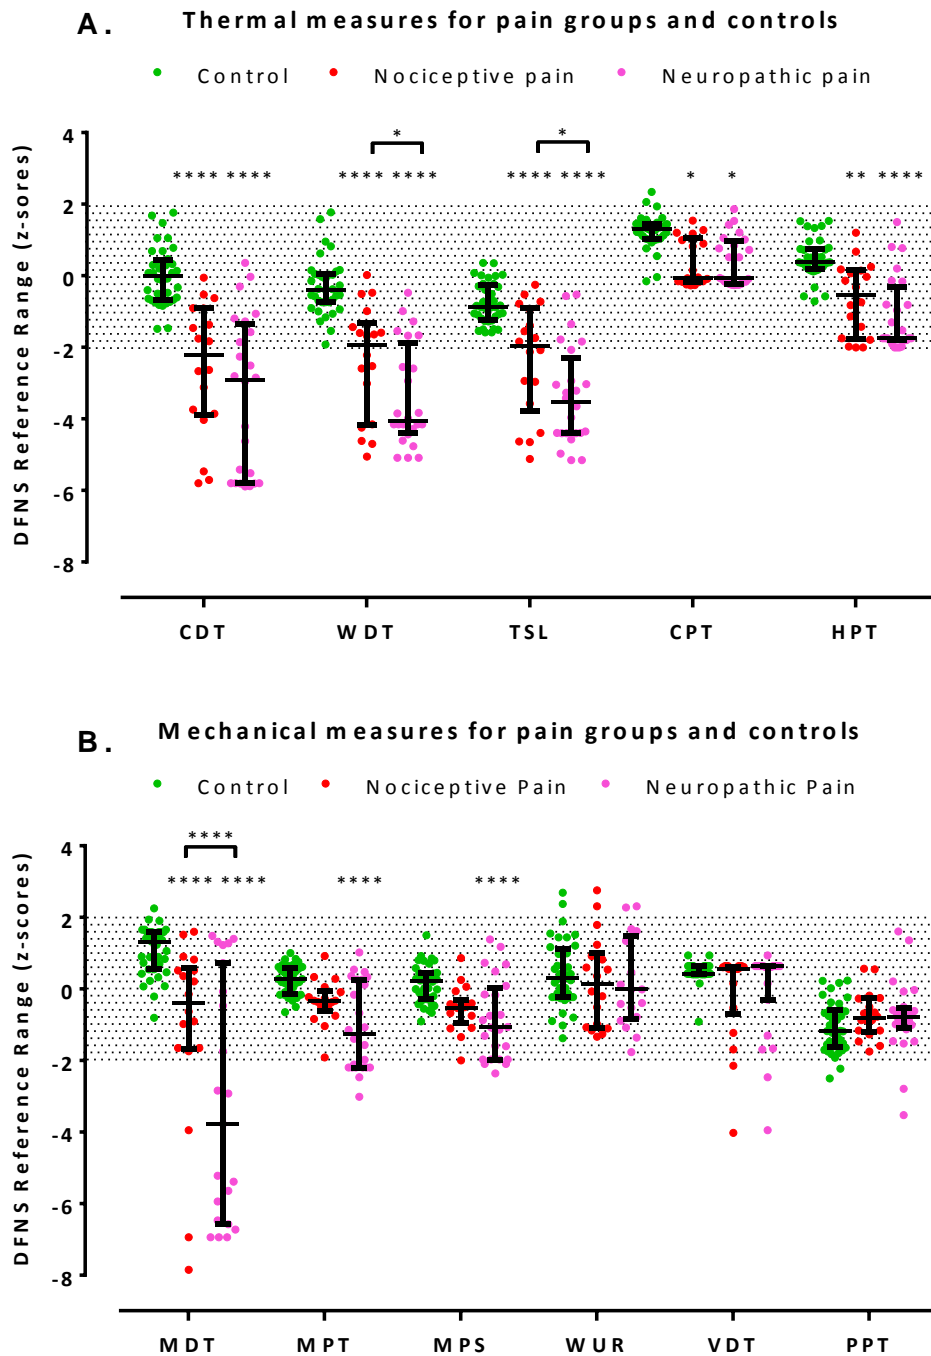 A. Thermal measures for pain groups and controls
Control Nociceptive pain Neuropathic pain
DFNS Reference Range (z-sores)
4
* *
**** **** **** **** **** **** * * ** ****
2
0
-2
-4
-6
-8
CDT WDT TSL CPT HPT
B. Mechanical measures for pain groups and controls
Control Nociceptive Pain Neuropathic Pain
DFNS Reference Range (z-scores)
4
****
**** **** **** ****
2
0
-2
-4
-6
-8
MDT MPT MPS WUR VDT PPT